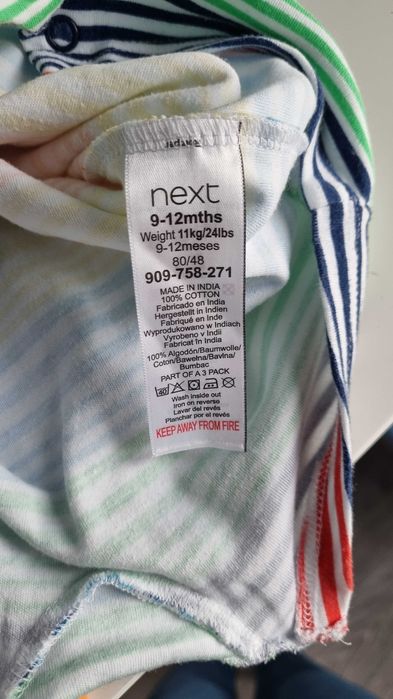 next
9-12mths
Weight 11kg/24lbs
9-12meses
80/48
909-758-271
MADE IN INDIA
100% COTTON
Fabricado en India
Hergestellt in Indien
Fabriqué en Inde
Wyprodukowano w Indiach
Vyrobeno v Indii
Fabricat în India
100% Algodón/Baumwolle/
Coton/Bawełna/Bavlna/
Bumbac
PART OF A 3 PACK
40
Wash inside out
Iron on reverse
Lavar del revés
Planchar por el revés
KEEP AWAY FROM FIRE